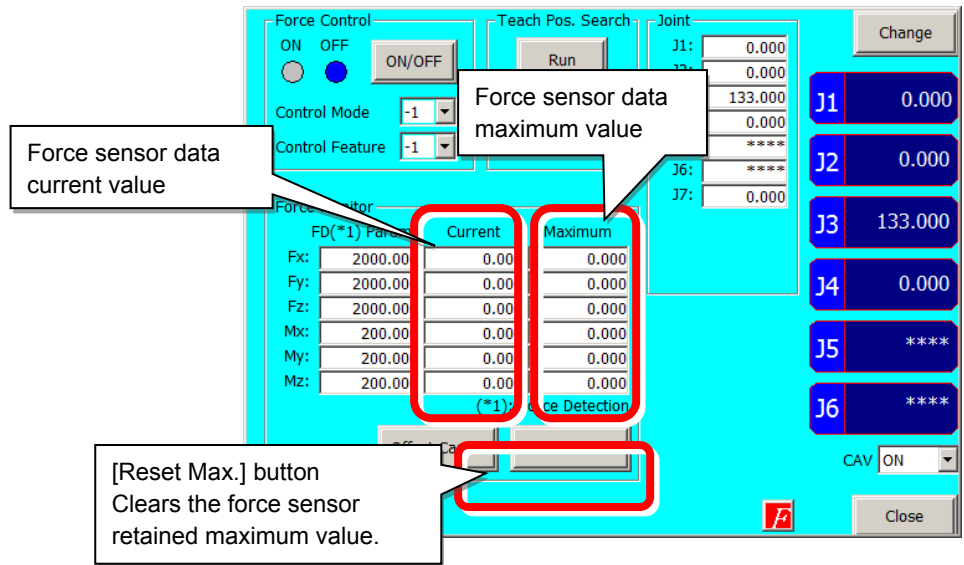 Force Control
ON OFF
ON/OFF
Control Mode -1
Control Feature -1
Teach Pos. Search
Run
Joint
J1: 0.000
0.000
133.000
0.000
****
J6: ****
J7: 0.000
Change
J1 0.000
J2 0.000
J3 133.000
J4 0.000
J5 ****
J6 ****
CAV ON
Close
Force sensor data
current value
Force sensor data
maximum value
Force Monitor
FD(*1) Param Current Maximum
Fx: 2000.00 0.00 0.000
Fy: 2000.00 0.00 0.000
Fz: 2000.00 0.00 0.000
Mx: 200.00 0.00 0.000
My: 200.00 0.00 0.000
Mz: 200.00 0.00 0.000
(*1): Force Detection
[Reset Max.] button
Clears the force sensor
retained maximum value.
F